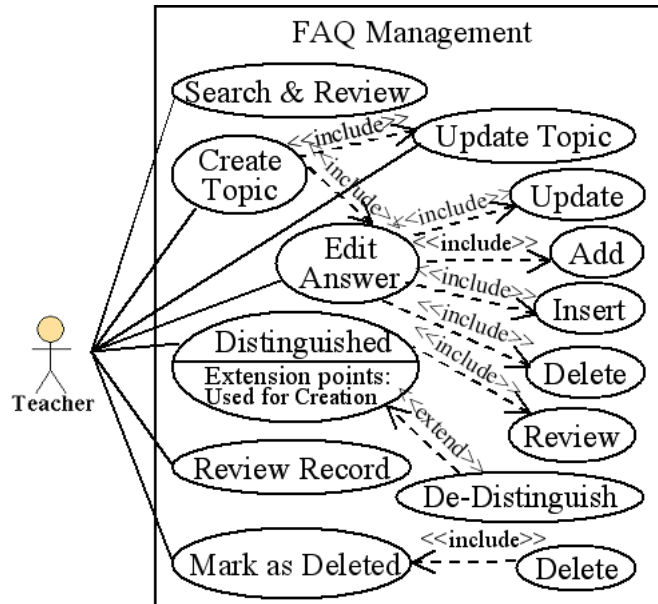 FAQ Management
Search & Review
<<include>>
Update Topic
Create
Topic
<<include>>
<<include>>
Update
Edit
Answer
<<include>>
Add
<<include>>
Insert
<<include>>
Delete
Distinguished
<<include>>
Extension points:
Used for Creation
Review
<<extend>>
Teacher
Review Record
De-Distinguish
<<include>>
Mark as Deleted
Delete